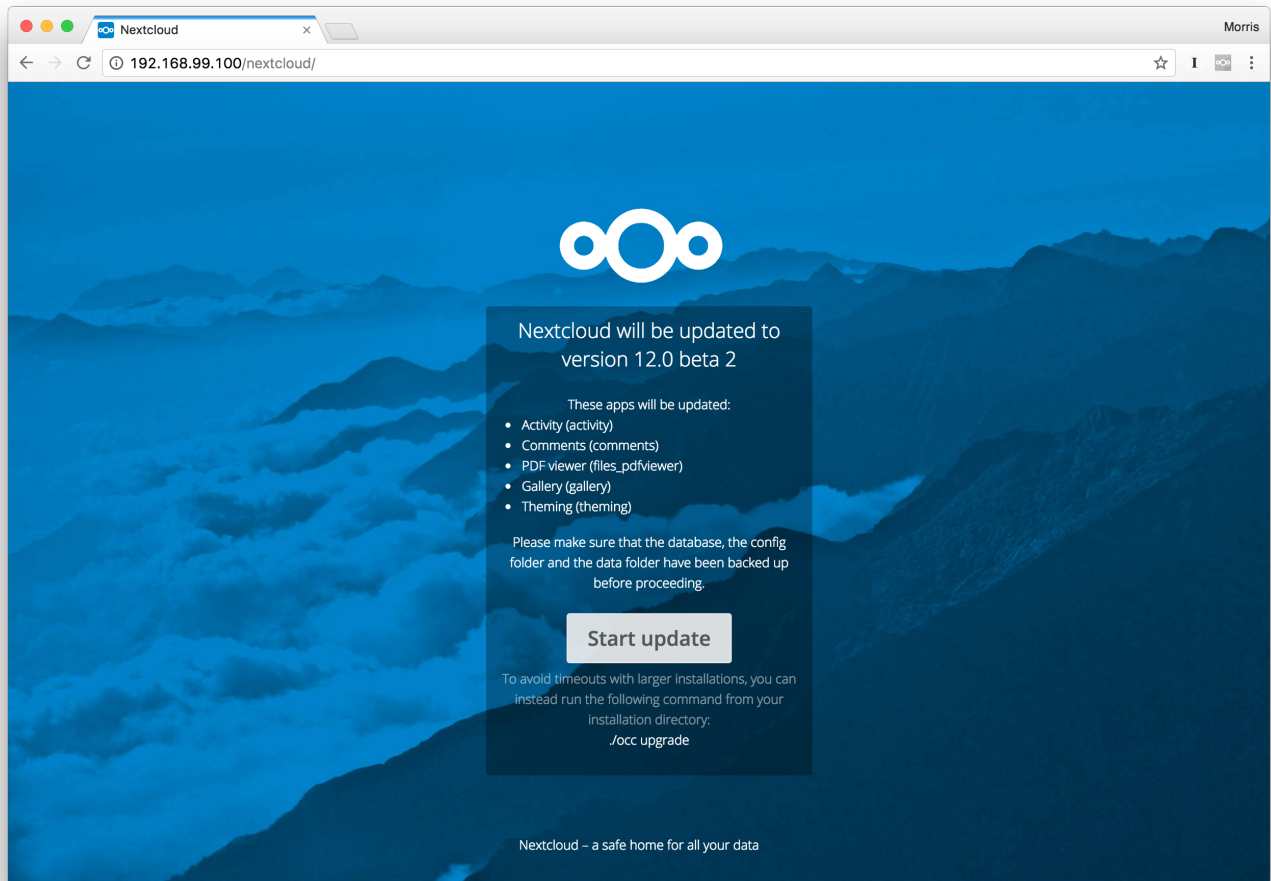 Nextcloud
Morris
192.168.99.100/nextcloud/
I
Nextcloud will be updated to
version 12.0 beta 2
These apps will be updated:
• Activity (activity)
• Comments (comments)
• PDF viewer (files_pdfviewer)
• Gallery (gallery)
• Theming (theming)
Please make sure that the database, the config
folder and the data folder have been backed up
before proceeding.
Start update
To avoid timeouts with larger installations, you can
instead run the following command from your
installation directory:
./occ upgrade
Nextcloud – a safe home for all your data